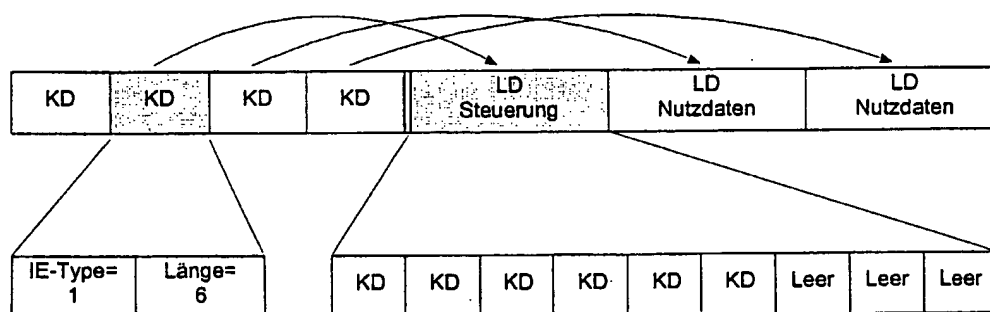 KD KD KD KD LD LD LD
Steuerung Nutzdaten Nutzdaten
IE-Type= Länge= KD KD KD KD KD KD Leer Leer Leer
1 6